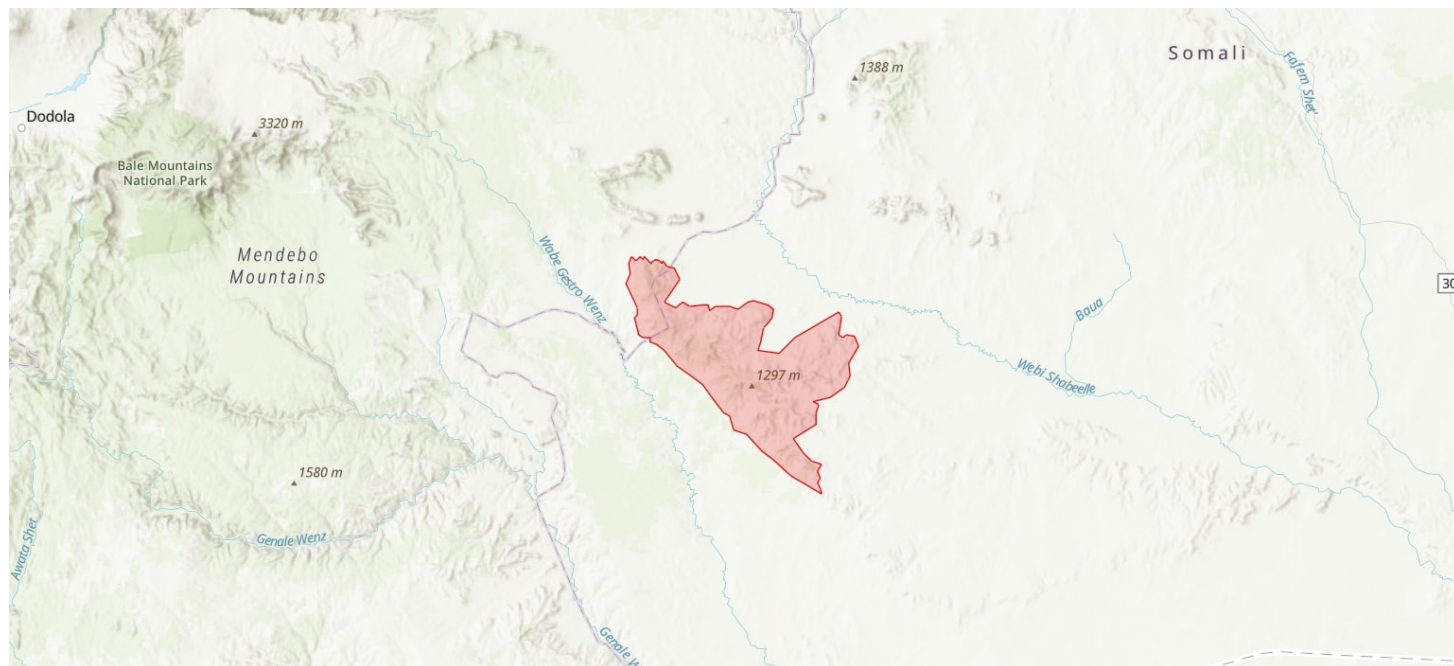 1388 m
Somali
Fafem Shet'
Dodola
3320 m
Bale Mountains
National Park
Mendebo
Mountains
Wabe Gestro Wenz
30
Baua
1297 m
Webi Shabeelle
1580 m
Genale Wenz
Awata Shet
Genale W